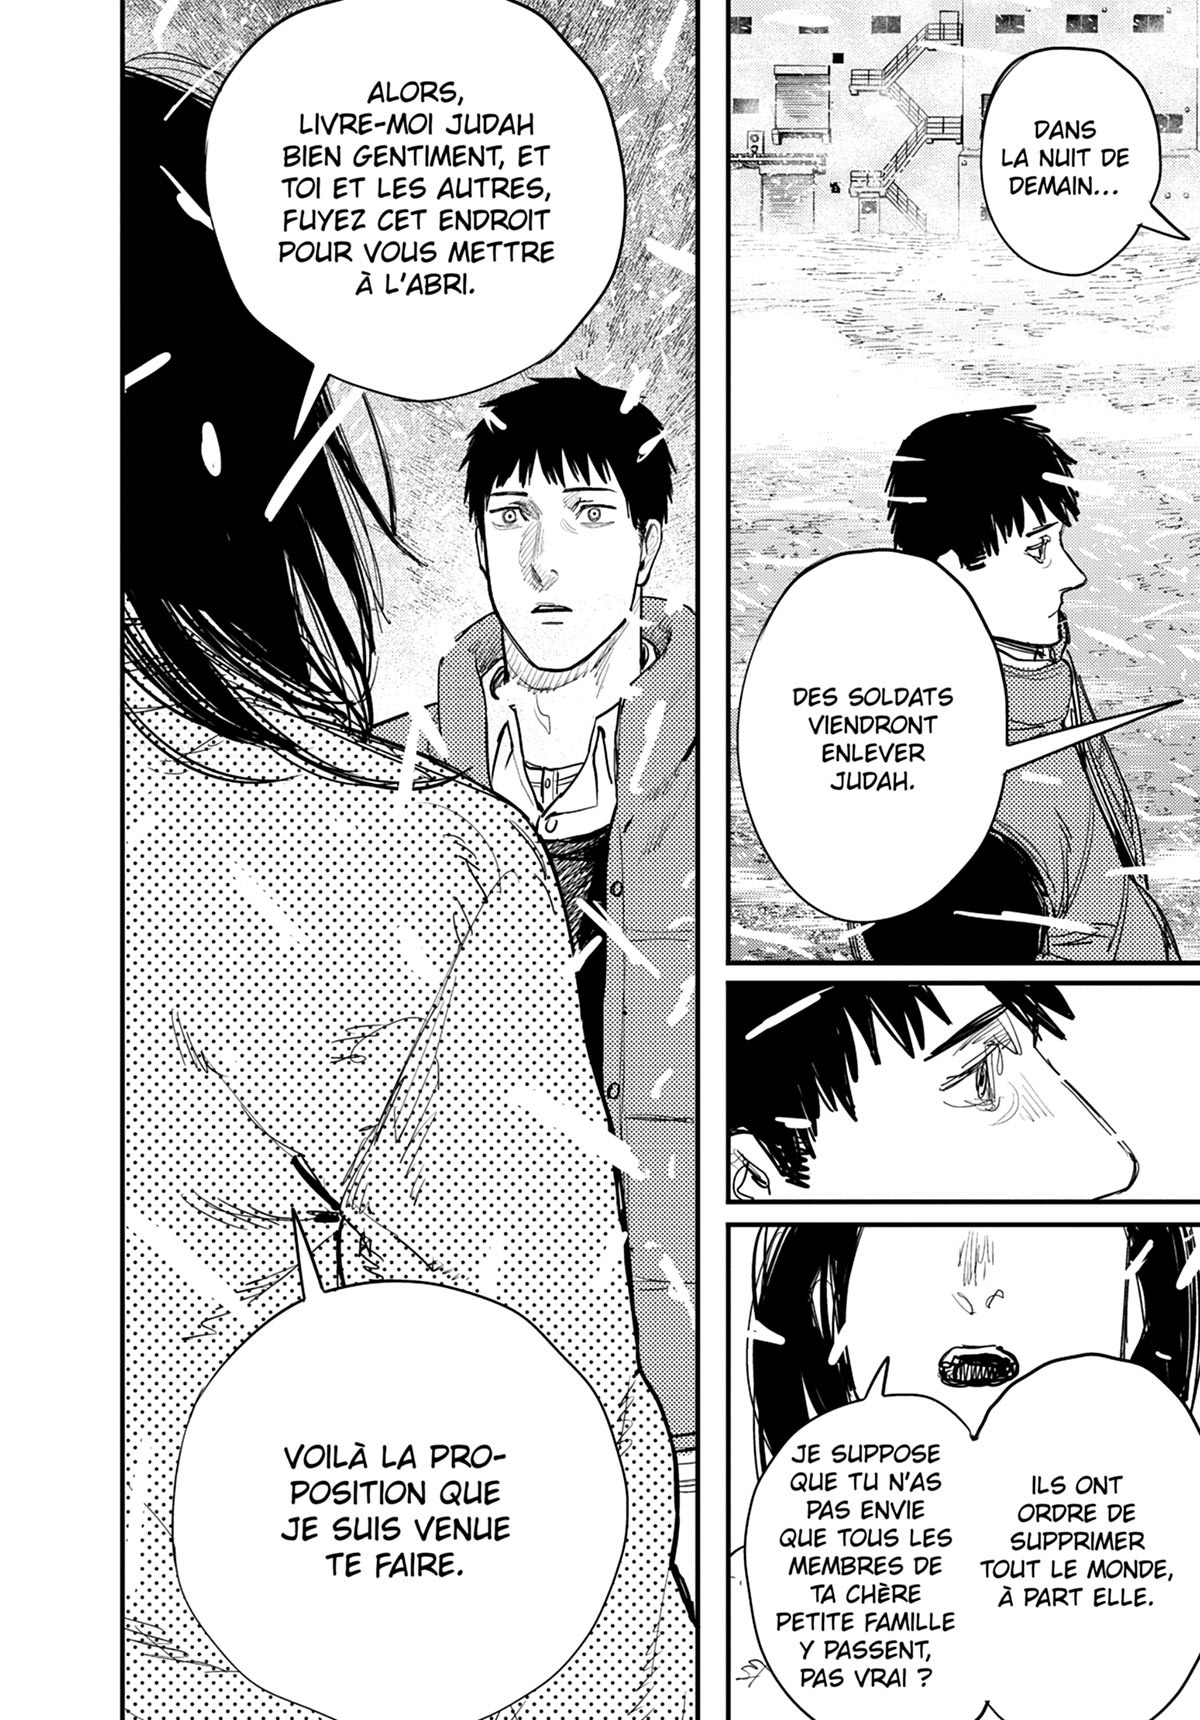 DANS
LA NUIT DE
DEMAIN...
DES SOLDATS
VIENDRONT
ENLEVER
JUDAH.
ILS ONT
ORDRE DE
SUPPRIMER
TOUT LE MONDE,
À PART ELLE.
JE SUPPOSE
QUE TU N'AS
PAS ENVIE
QUE TOUS LES
MEMBRES DE
TA CHÈRE
PETITE FAMILLE
Y PASSENT,
PAS VRAI ?
ALORS,
LIVRE-MOI JUDAH
BIEN GENTIMENT, ET
TOI ET LES AUTRES,
FUYEZ CET ENDROIT
POUR VOUS METTRE
À L'ABRI.
VOILÀ LA PRO-
POSITION QUE
JE SUIS VENUE
TE FAIRE.